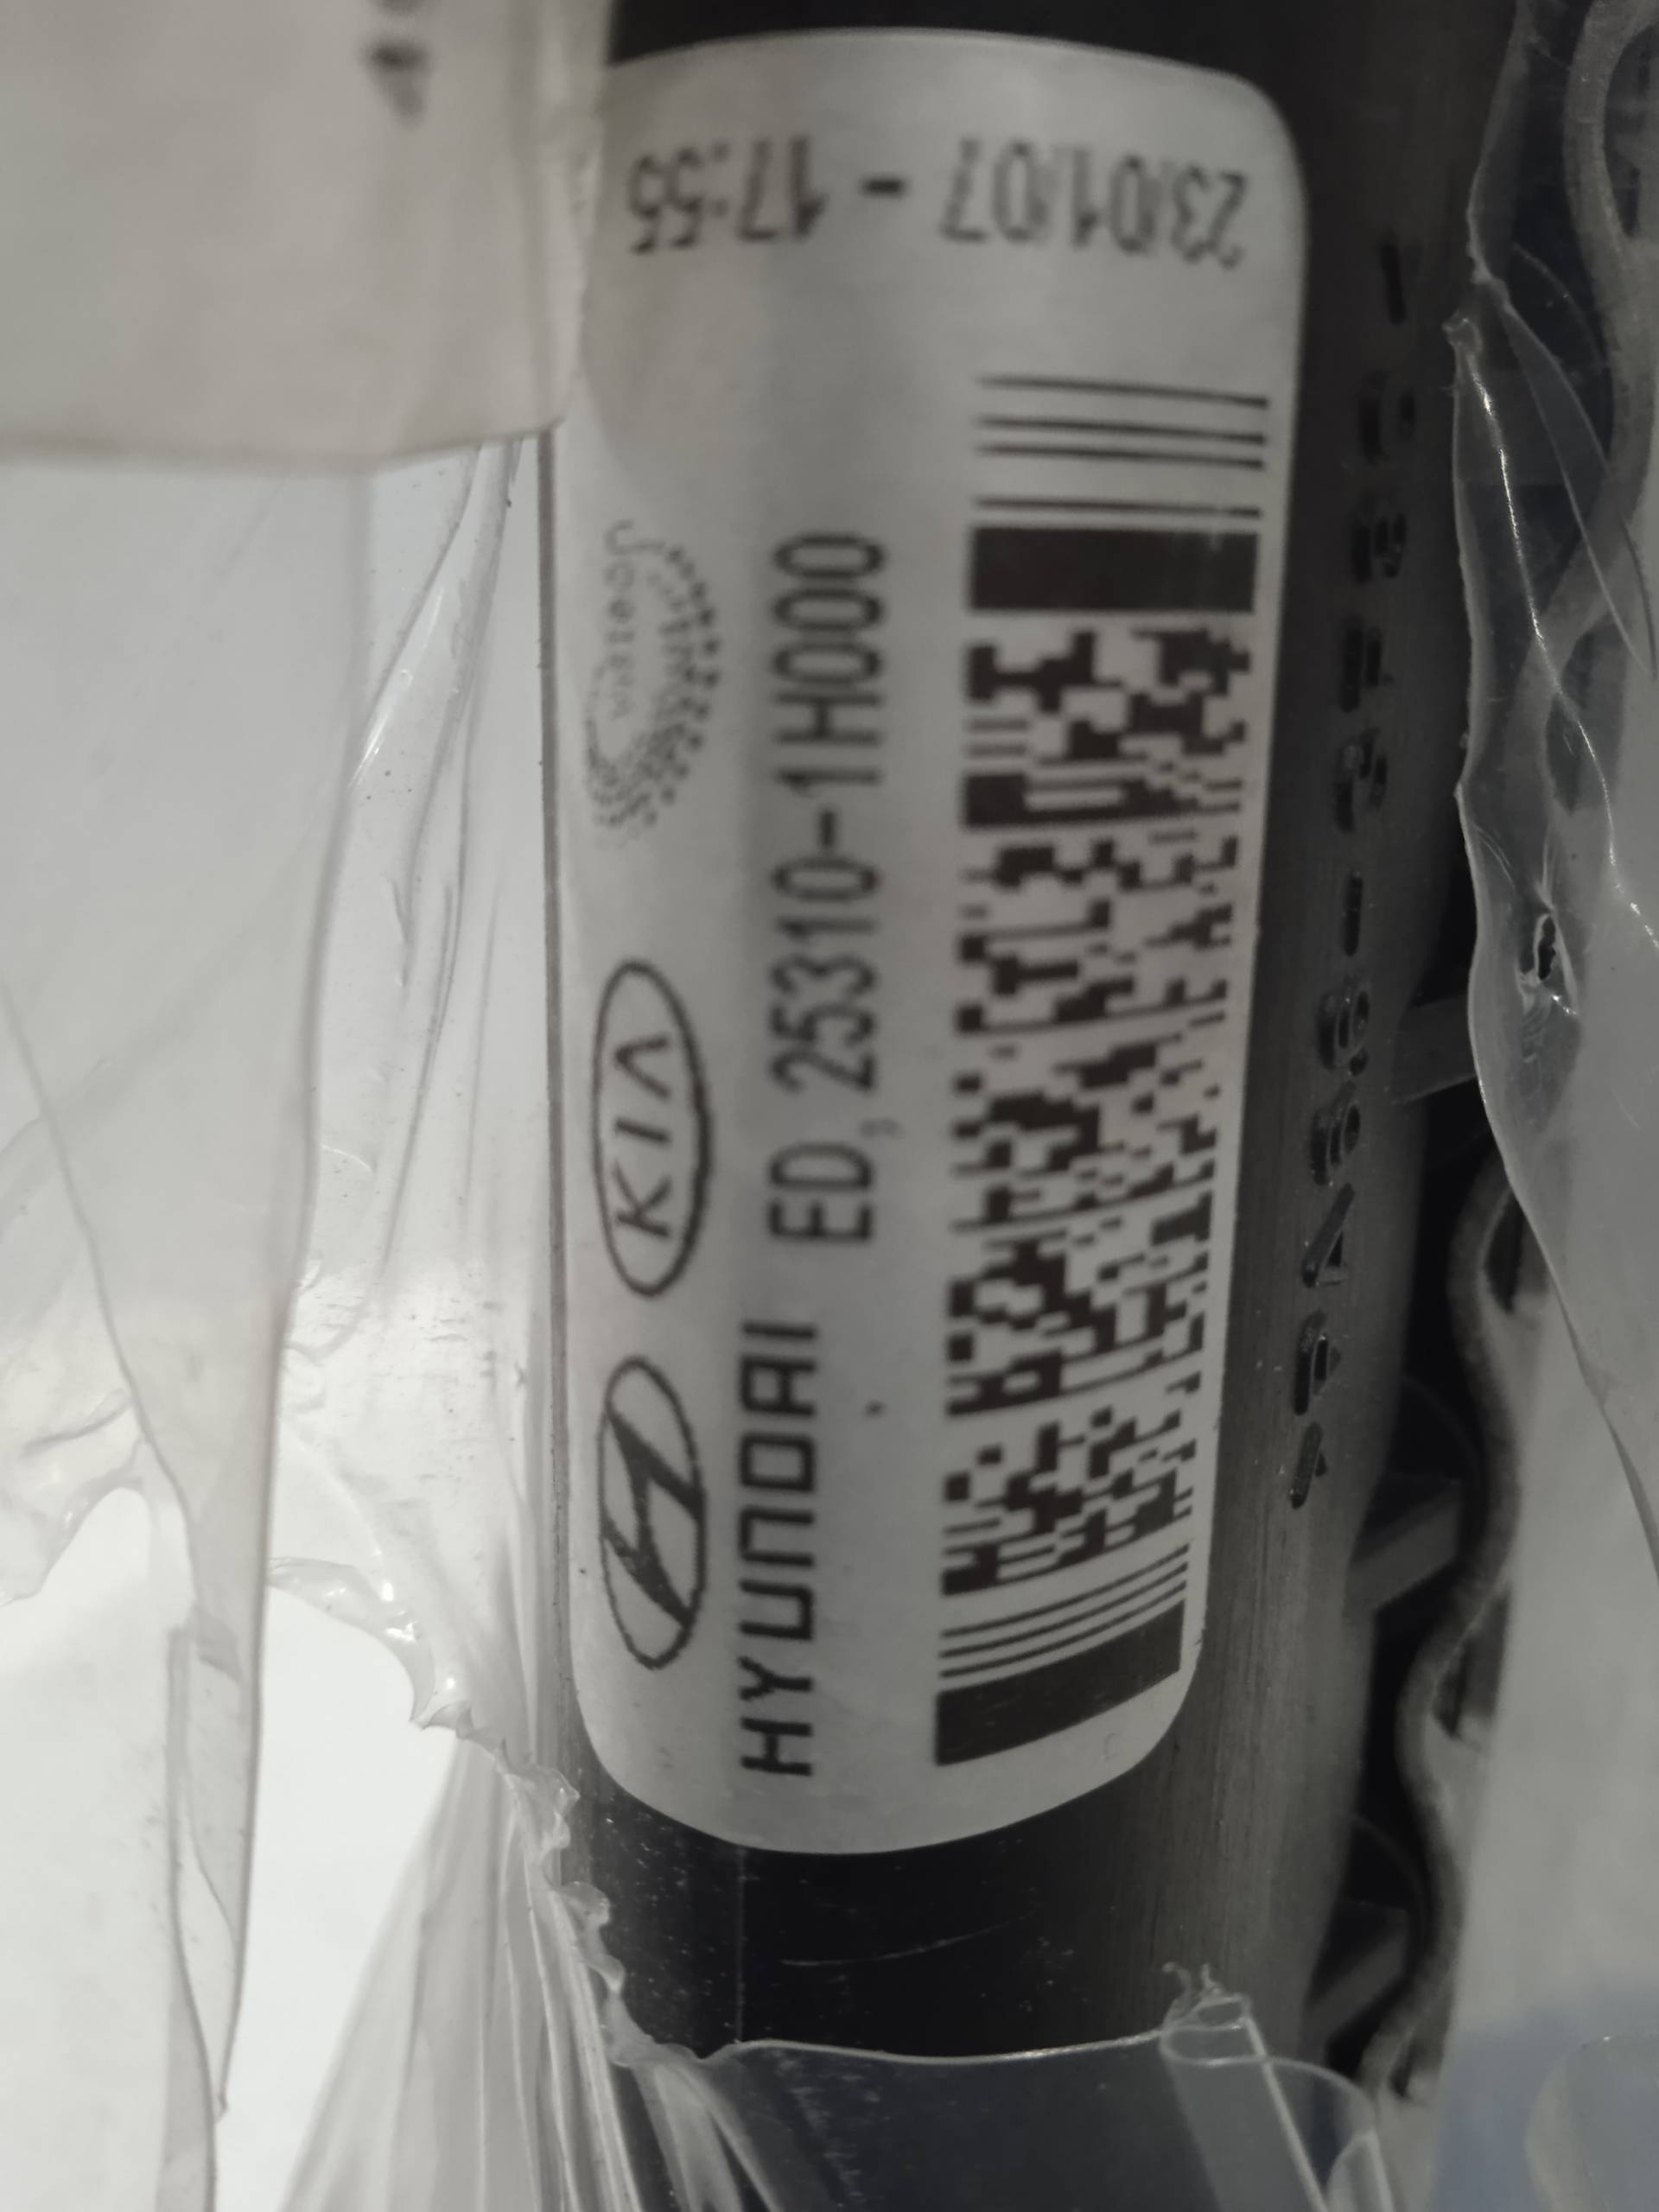 KIA
HYUNDAI
ED, 25310-1H000
23/01/07 - 17:55